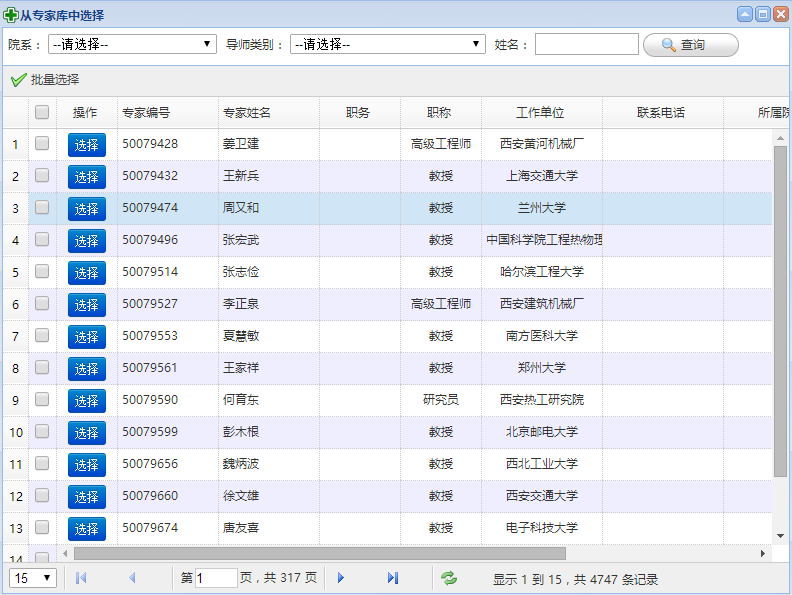 从专家库中选择
院系： --请选择-- 导师类别： --请选择-- 姓名： 查询
批量选择
操作 专家编号 专家姓名 职务 职称 工作单位 联系电话 所属院
1 选择 50079428 姜卫建 高级工程师 西安黄河机械厂
2 选择 50079432 王新兵 教授 上海交通大学
3 选择 50079474 周又和 教授 兰州大学
4 选择 50079496 张宏武 教授 中国科学院工程热物理
5 选择 50079514 张志俭 教授 哈尔滨工程大学
6 选择 50079527 李正泉 高级工程师 西安建筑机械厂
7 选择 50079553 夏慧敏 教授 南方医科大学
8 选择 50079561 王家祥 教授 郑州大学
9 选择 50079590 何育东 研究员 西安热工研究院
10 选择 50079599 彭木根 教授 北京邮电大学
11 选择 50079656 魏炳波 教授 西北工业大学
12 选择 50079660 徐文雄 教授 西安交通大学
13 选择 50079674 唐友喜 教授 电子科技大学
14
15 第 1 页，共 317 页 显示 1 到 15，共 4747 条记录